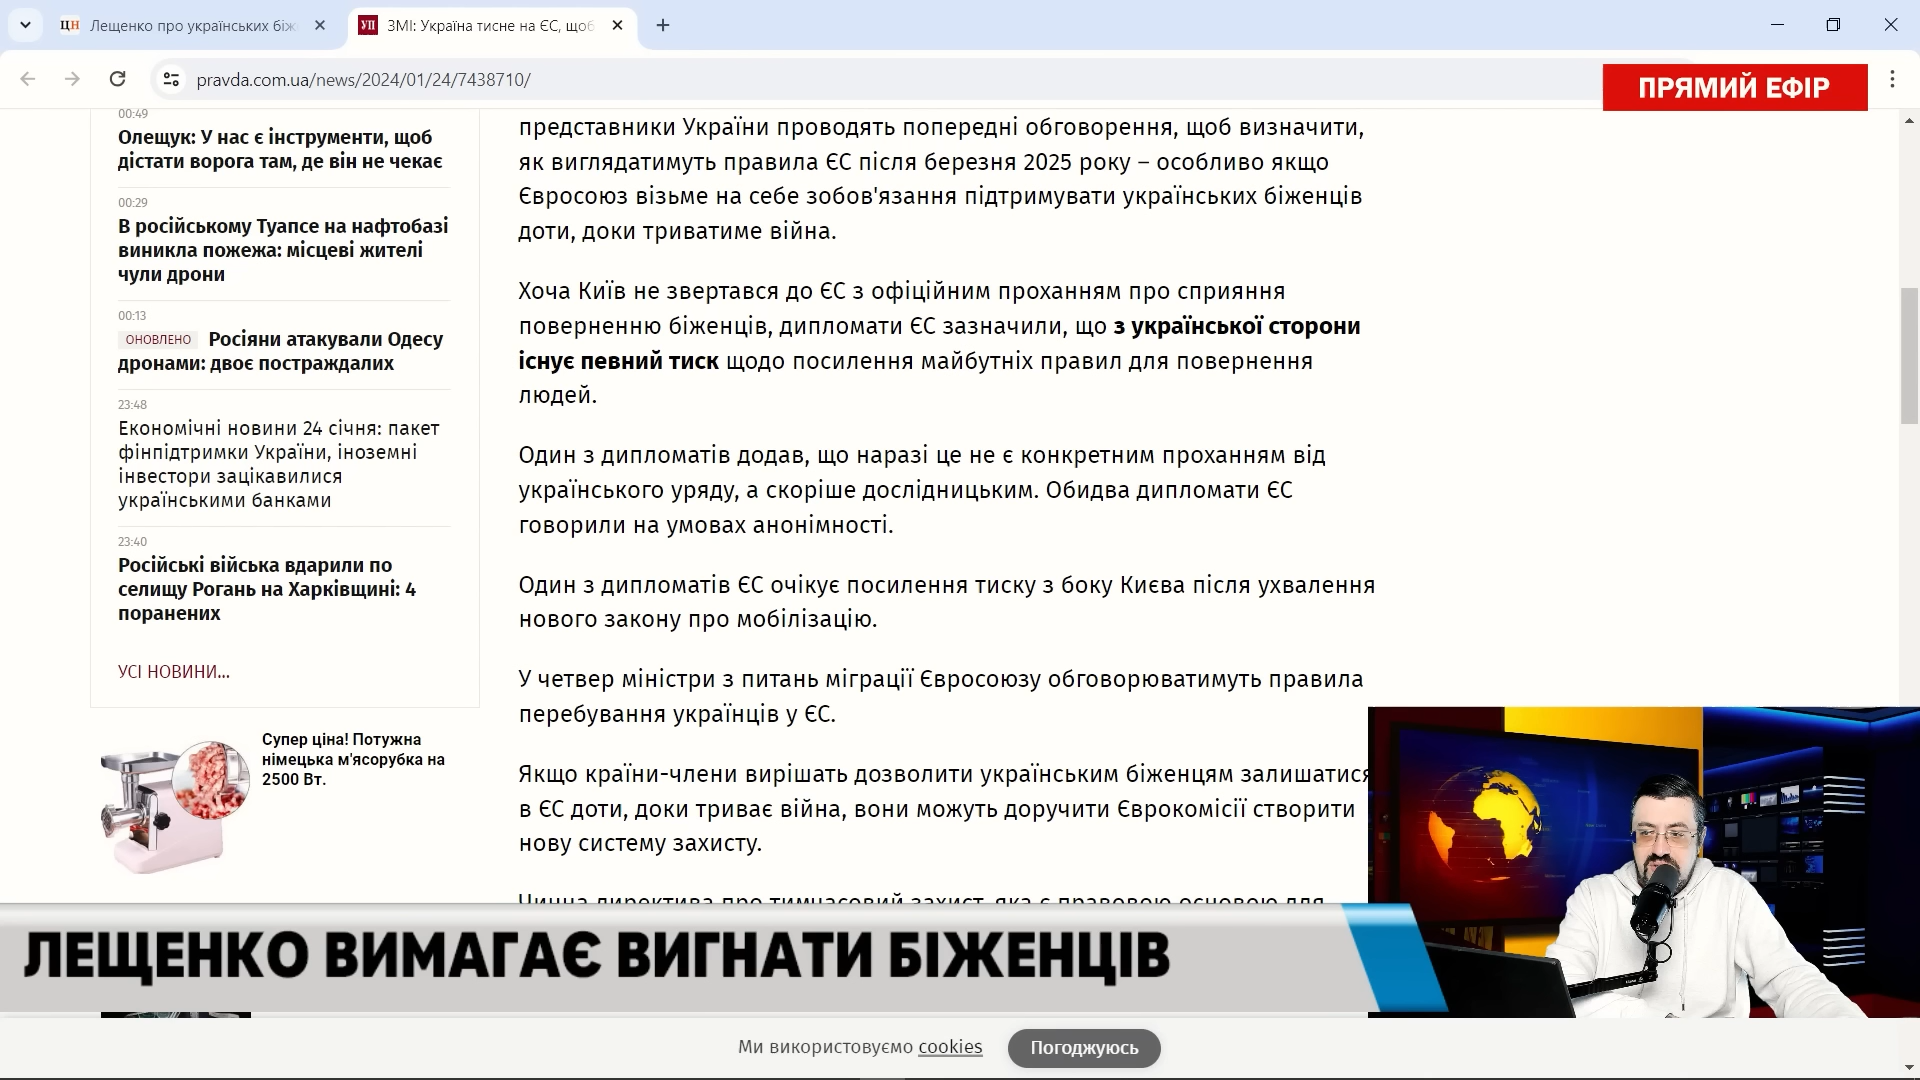 ЦН Лещенко про українських біж
УП ЗМІ: Україна тисне на ЄС, щоб
pravda.com.ua/news/2024/01/24/7438710/
ПРЯМИЙ ЕФІР
00:49
Олещук: У нас є інструменти, щоб
дістати ворога там, де він не чекає
00:29
В російському Туапсе на нафтобазі
виникла пожежа: місцеві жителі
чули дрони
00:13
ОНОВЛЕНО Росіяни атакували Одесу
дронами: двоє постраждалих
23:48
Економічні новини 24 січня: пакет
фінпідтримки України, іноземні
інвестори зацікавилися
українськими банками
23:40
Російські війська вдарили по
селищу Рогань на Харківщині: 4
поранених
УСІ НОВИНИ...
Супер ціна! Потужна
німецька м'ясорубка на
2500 Вт.
представники України проводять попередні обговорення, щоб визначити,
як виглядатимуть правила ЄС після березня 2025 року – особливо якщо
Євросоюз візьме на себе зобов'язання підтримувати українських біженців
доти, доки триватиме війна.
Хоча Київ не звертався до ЄС з офіційним проханням про сприяння
поверненню біженців, дипломати ЄС зазначили, що з української сторони
існує певний тиск щодо посилення майбутніх правил для повернення
людей.
Один з дипломатів додав, що наразі це не є конкретним проханням від
українського уряду, а скоріше дослідницьким. Обидва дипломати ЄС
говорили на умовах анонімності.
Один з дипломатів ЄС очікує посилення тиску з боку Києва після ухвалення
нового закону про мобілізацію.
У четвер міністри з питань міграції Євросоюзу обговорюватимуть правила
перебування українців у ЄС.
Якщо країни-члени вирішать дозволити українським біженцям залишатися
в ЄС доти, доки триває війна, вони можуть доручити Єврокомісії створити
нову систему захисту.
Чинна директива про тимчасовий захист, яка є правовою основою для
ЛЕЩЕНКО ВИМАГАЄ ВИГНАТИ БІЖЕНЦІВ
Ми використовуємо cookies
Погоджуюсь